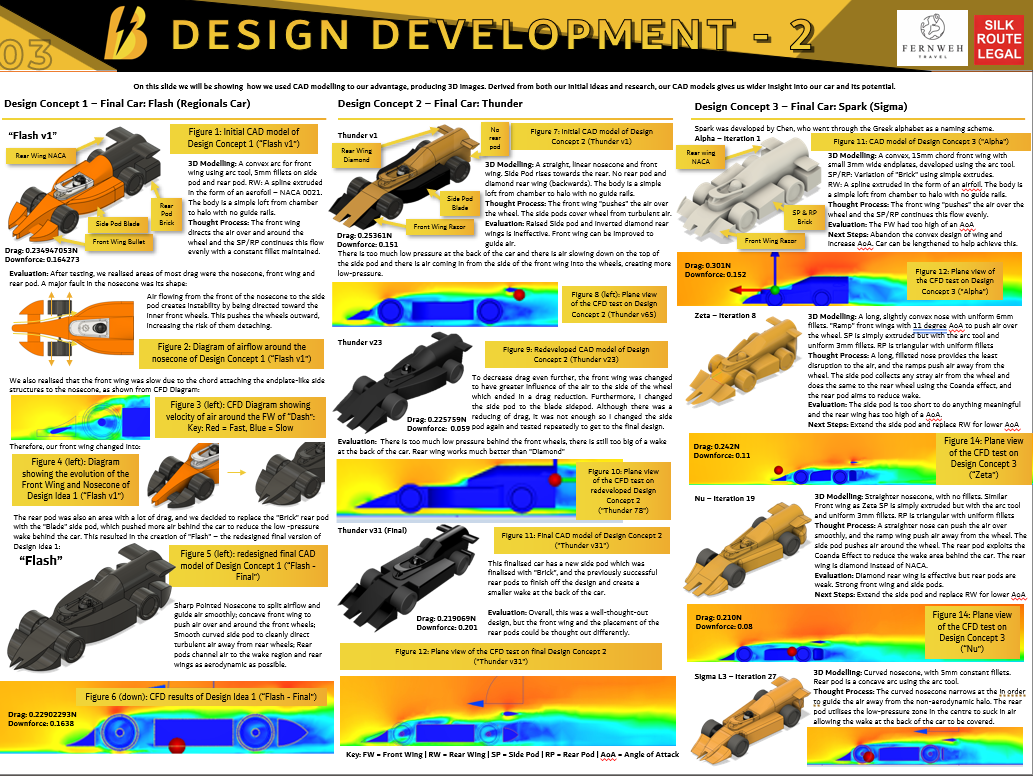 03
DESIGN DEVELOPMENT - 2
FERNWEH
TRAVEL
SILK
ROUTE
LEGAL
On this slide we will be showing how we used CAD modelling to our advantage, producing 3D images. Derived from both our initial ideas and research, our CAD models gives us wider insight into our car and its possibilities.
Design Concept 1 – Final Car: Flash (Regionals Car)
"Flash v1"
Rear Wing NACA
Figure 1: Initial CAD model of
Design Concept 1 ("Flash v1")
3D Modelling: A convex arc for front
wing using arc tool, 5mm fillets on side
pod and rear pod. RW: A spline extruded
in the form of an aerofoil – NACA 0021.
The body is a simple loft from chamber
to halo with no guide rails.
Thought Process: The front wing
directs the air over and around the
wheel and the SP/RP continues this flow
evenly with a constant fillet maintained.
Rear
Pod
Brick
Side Pod Blade
Front Wing Bullet
Drag: 0.234947053N
Downforce: 0.164273
Evaluation: After testing, we realised areas of most drag were the nosecone, front wing and
rear pod. A major fault in the nosecone was its shape:
Air flowing from the front of the nosecone to the side
pod creates instability by being directed toward the
inner front wheels. This pushes the wheels outward,
increasing the risk of them detaching.
Figure 2: Diagram of airflow around the
nosecone of Design Concept 1 ("Flash v1")
We also realised that the front wing was slow due to the chord attaching the endplate-like side
structures to the nosecone, as shown from CFD Diagram:
Figure 3 (left): CFD Diagram showing
velocity of air around the FW of "Dash":
Key: Red = Fast, Blue = Slow
Therefore, our front wing changed into:
Figure 4 (left): Diagram
showing the evolution of the
Front Wing and Nosecone of
Design Idea 1 ("Flash v1")
The rear pod was also an area with a lot of drag, and we decided to replace the "Brick" rear pod
with the "Blade" side pod, which pushed more air behind the car to reduce the low-pressure
wake behind the car. This resulted in the creation of "Flash" – the redesigned final version of
Design Idea 1:
"Flash"
Figure 5 (left): redesigned final CAD
model of Design Concept 1 ("Flash -
Final")
Sharp Pointed Nosecone to split airflow and
guide air smoothly; concave front wing to
push air over and around the front wheels;
Smooth curved side pod to cleanly direct
turbulent air away from rear wheels; Rear
pods channel air to the wake region and rear
wings as aerodynamic as possible.
Figure 6 (down): CFD results of Design Idea 1 ("Flash - Final")
Drag: 0.22902293N
Downforce: 0.1638
Design Concept 2 – Final Car: Thunder
Thunder v1
Rear Wing
Diamond
No
rear
pod
Figure 7: initial CAD model of Design
Concept 2 (Thunder v1)
3D Modelling: A straight, linear nosecone and front
wing. Side Pod rises towards the rear. No rear pod and
diamond rear wing (backwards). The body is a simple
loft from chamber to halo with no guide rails.
Thought Process: The front wing "pushes" the air over
the wheel. The side pods cover wheel from turbulent air.
Evaluation: Raised Side pod and inverted diamond rear
wings is ineffective. Front wing can be improved to
guide air.
Side Pod
Blade
Front Wing Razor
Drag: 0.25361N
Downforce: 0.151
There is too much low pressure at the back of the car and there is air slowing down on the top of
the side pod and there is air coming in from the side of the front wing into the wheels, creating more
low-pressure.
Figure 8 (left): Plane view
of the CFD test on Design
Concept 2 (Thunder v65)
Thunder v23
Figure 9: Redeveloped CAD model of Design
Concept 2 (Thunder v23)
To decrease drag even further, the front wing was changed
to have greater influence of the air to the side of the wheel
which ended in a drag reduction. Furthermore, I changed
the side pod to the blade sidepod. Although there was a
reducing of drag, it was not enough so I changed the side
pod again and tested repeatedly to get to the final design.
Drag: 0.225759N
Downforce: 0.059
Evaluation: There is too much low pressure behind the front wheels, there is still too big of a wake
at the back of the car. Rear wing works much better than "Diamond"
Figure 10: Plane view
of the CFD test on
redeveloped Design
Concept 2
("Thunder 78")
Thunder v31 (Final)
Figure 11: Final CAD model of Design Concept 2
("Thunder v31")
This finalised car has a new side pod which was
finalised with "Brick", and the previously successful
rear pods to finish off the design and create a
smaller wake at the back of the car.
Evaluation: Overall, this was a well-thought-out
design, but the front wing and the placement of the
rear pods could be thought out differently.
Drag: 0.219069N
Downforce: 0.201
Figure 12: Plane view of the CFD test on final Design Concept 2
("Thunder v31")
Key: FW = Front Wing | RW = Rear Wing | SP = Side Pod | RP = Rear Pod | AoA = Angle of Attack
Design Concept 3 – Final Car: Spark (Sigma)
Spark was developed by Chen, who went through the Greek alphabet as a naming scheme.
Alpha – Iteration 1
Figure 11: CAD model of Design Concept 3 ("Alpha")
Rear wing
NACA
3D Modelling: A convex, 15mm chord front wing with
small 3mm wide endplates, developed using the arc tool.
SP/RP: Variation of "Brick" using simple extrudes.
RW: A spline extruded in the form of an airfoil. The body is
a simple loft from chamber to halo with no guide rails.
Thought Process: The front wing "pushes" the air over the
wheel and the SP/RP continues this flow evenly.
Evaluation: The FW had too high of an AoA
Next Steps: Abandon the convex design of wing and
increase AoA. Car can be lengthened to help achieve this.
SP & RP
Brick
Front Wing Razor
Drag: 0.301N
Downforce: 0.152
Figure 12: Plane view of
the CFD test on Design
Concept 3 ("Alpha")
Zeta – Iteration 8
3D Modelling: A long, slightly convex nose with uniform 6mm
fillets. "Ramp" front wings with 11 degree AoA to push air over
the wheel. SP is simply extruded but with the arc tool and
uniform 3mm fillets. RP is triangular with uniform fillets
Thought Process: A long, filleted nose provides the least
disruption to the air, and the ramps push air away from the
wheel. The side pod collects any stray air from the wheel and
does the same to the rear wheel using the Coanda effect, and
the rear pod aims to reduce wake.
Evaluation: The side pod is too short to do anything meaningful
and the rear wing has too high of a AoA.
Next Steps: Extend the side pod and replace RW for lower AoA
Drag: 0.242N
Downforce: 0.11
Figure 14: Plane view
of the CFD test on
Design Concept 3
("Zeta")
Nu – Iteration 19
3D Modelling: Straighter nosecone, with no fillets. Similar
Front wing as Zeta SP is simply extruded but with the arc tool
and uniform 3mm fillets. RP is triangular with uniform fillets
Thought Process: A straighter nose can push the air over
smoothly, and the ramp wing push away from the wheel. The
side pod pushes air around the wheel. The rear pod exploits the
Coanda Effect to reduce the wake area behind the car. The rear
wing is diamond instead of NACA.
Evaluation: Diamond rear wing is effective but rear pods are
weak. Strong front wing and side pods.
Next Steps: Extend the side pod and replace RW for lower AoA
Drag: 0.210N
Downforce: 0.08
Figure 14: Plane view
of the CFD test on
Design Concept 3
("Nu")
Sigma L3 – Iteration 27
3D Modelling: Curved nosecone, with 5mm constant fillets.
Rear pod is a concave arc using the arc tool.
Thought Process: The curved nosecone narrows at the in order
to guide the air away from the non-aerodynamic halo. The rear
pod utilises the low-pressure zone in the centre to suck in air
allowing the wake at the back of the car to be covered.